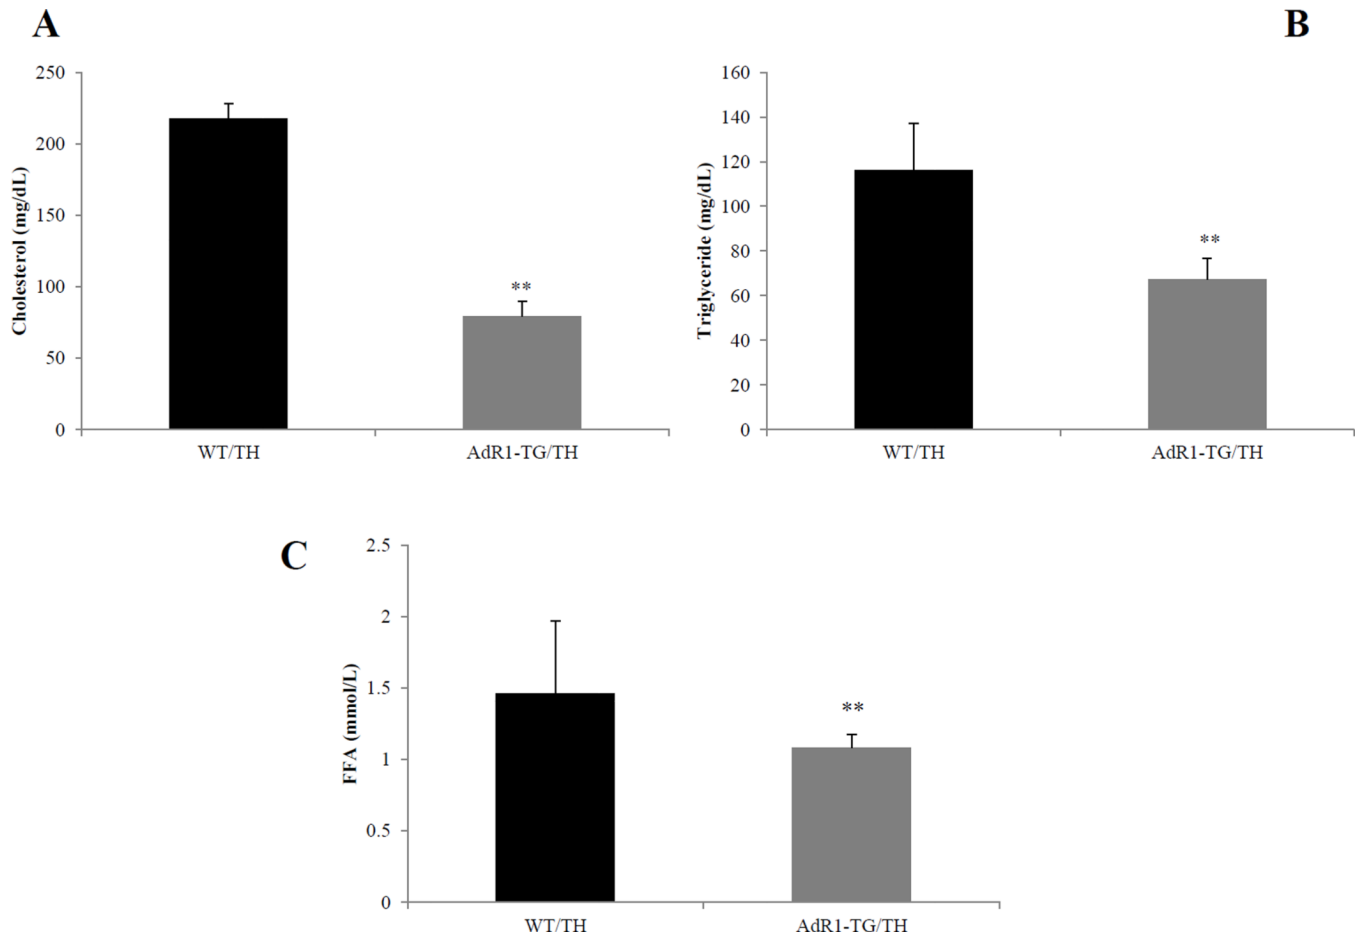 A
B
250
200
150
100
50
0
Cholesterol (mg/dL)
**
WT/TH
AdR1-TG/TH
160
140
120
100
80
60
40
20
0
Triglyceride (mg/dL)
**
WT/TH
AdR1-TG/TH
C
2.5
2
1.5
1
0.5
0
FFA (mmol/L)
**
WT/TH
AdR1-TG/TH